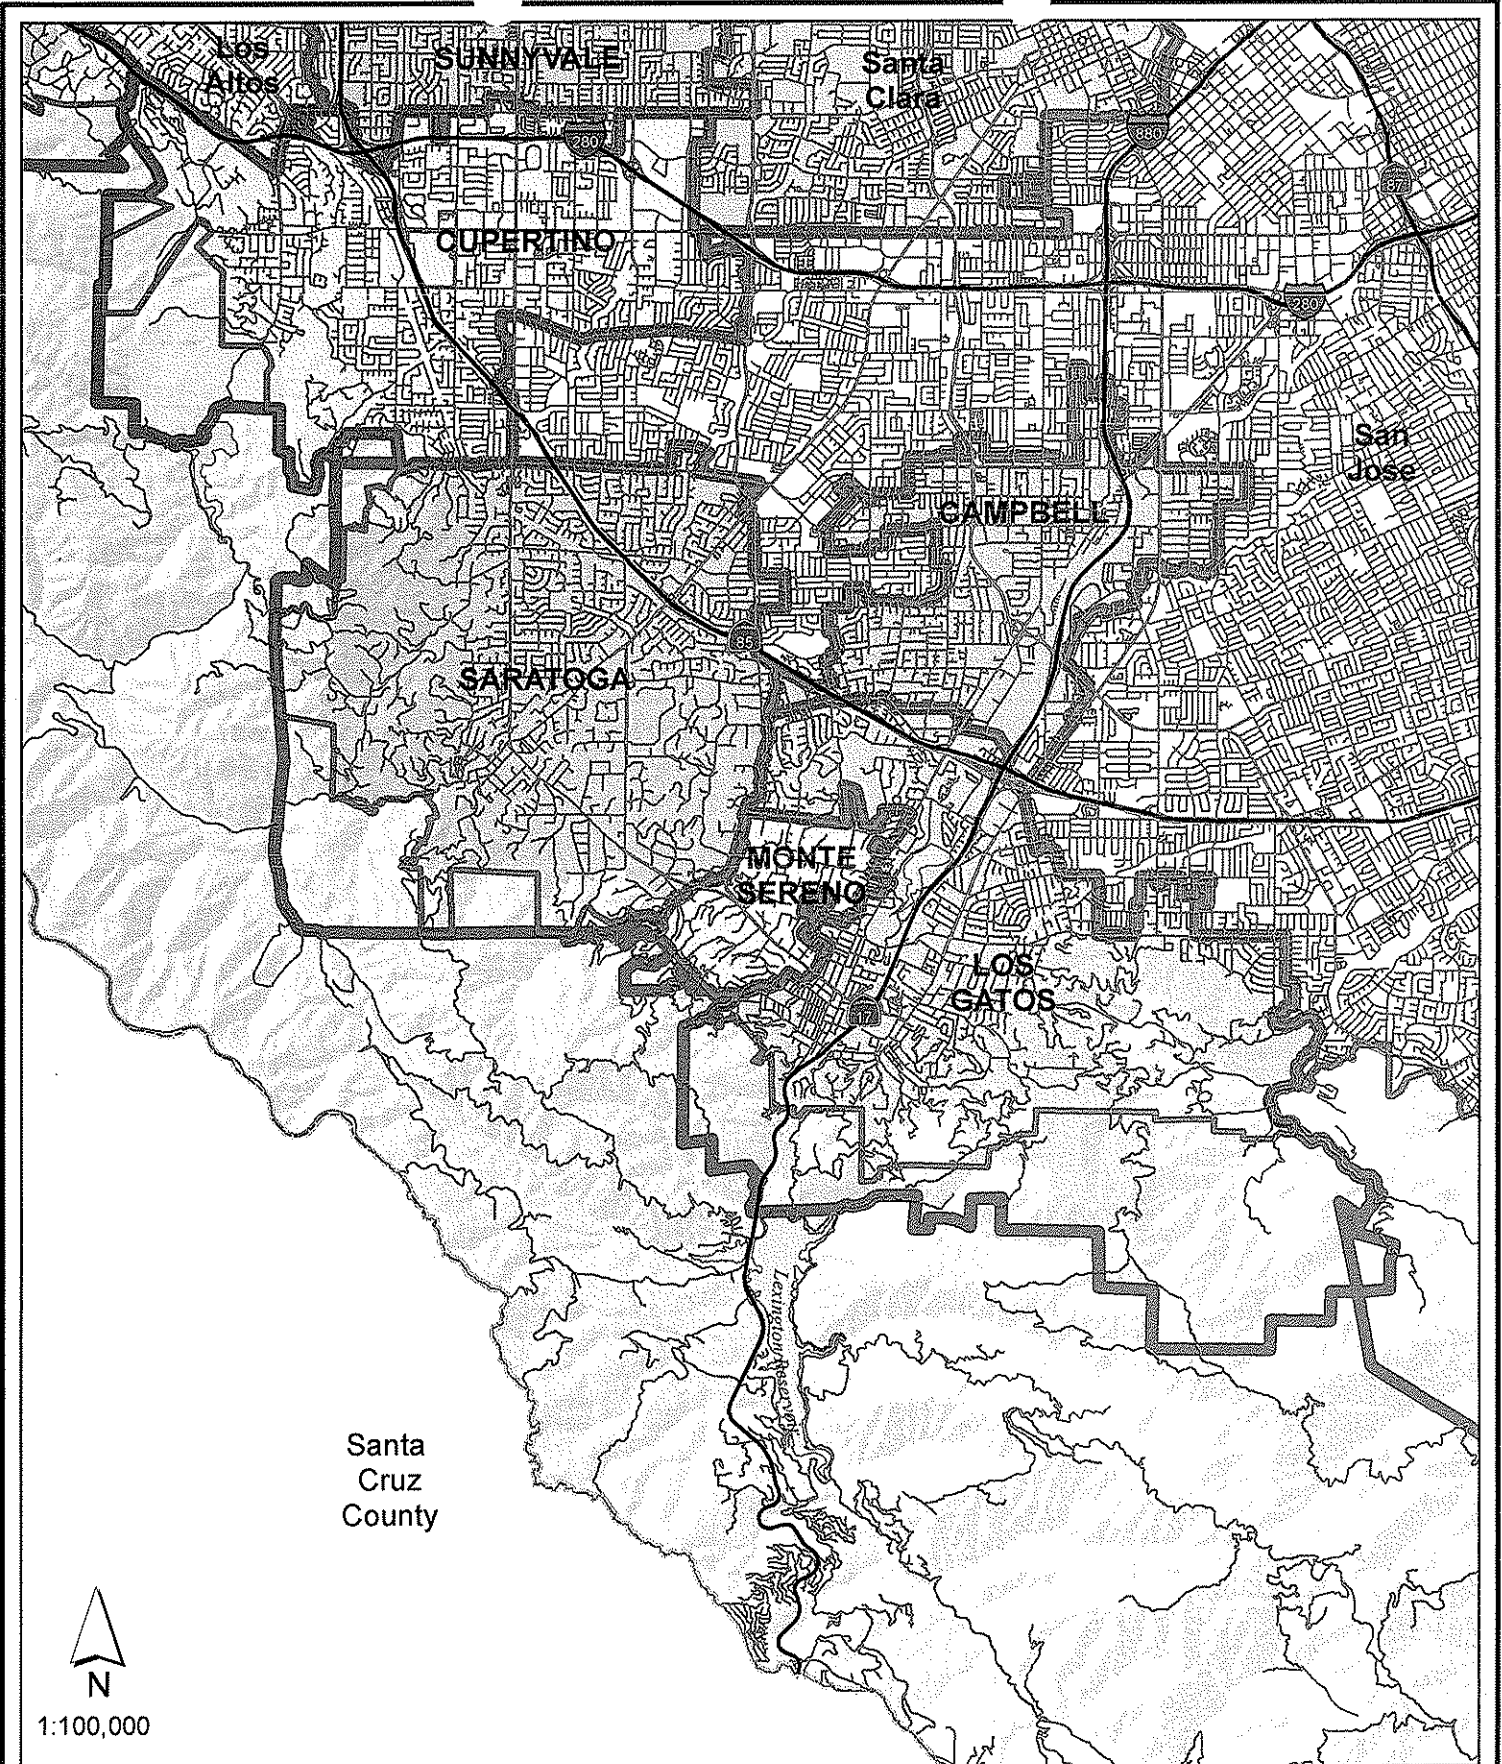 Los
Altos
SUNNYVALE
Santa
Clara
280
880
87
CUPERTINO
280
San
Jose
CAMPBELL
85
SARATOGA
MONTE
SERENO
LOS
GATOS
17
Lexington Reservoir
Santa
Cruz
County
N
1:100,000